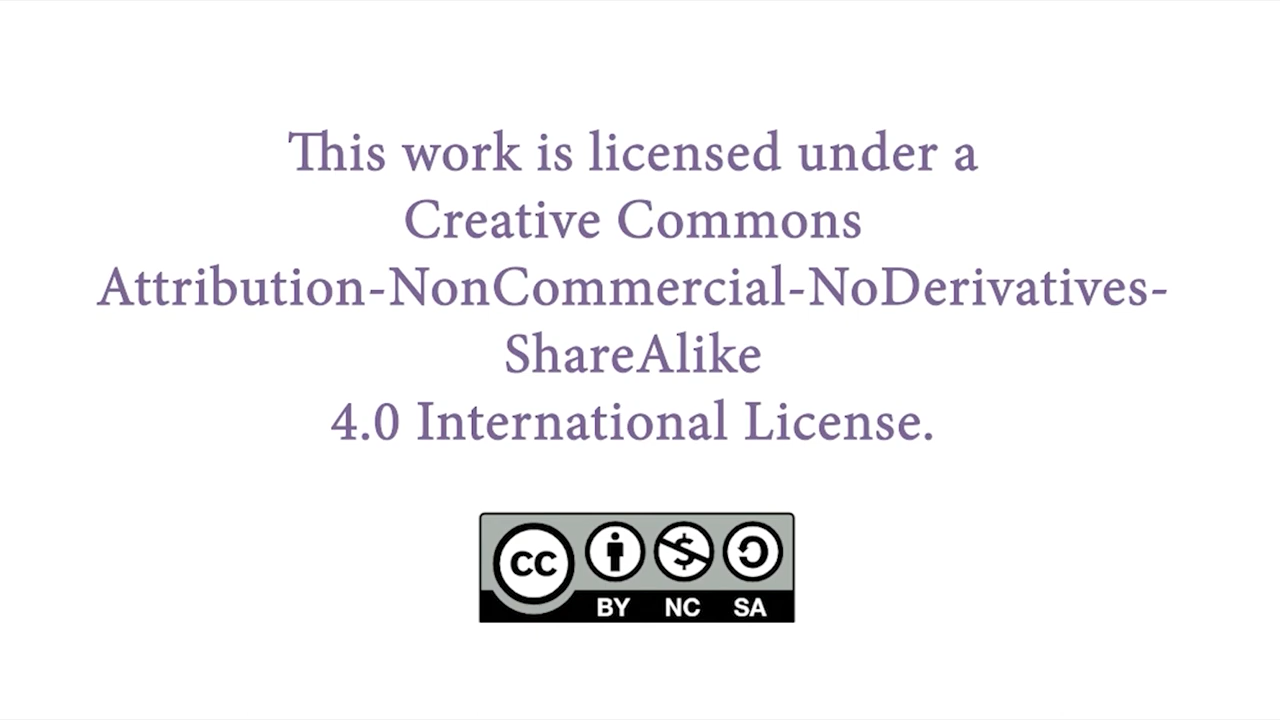 This work is licensed under a
Creative Commons
Attribution-NonCommercial-NoDerivatives-
ShareAlike
4.0 International License.
CC
BY NC SA